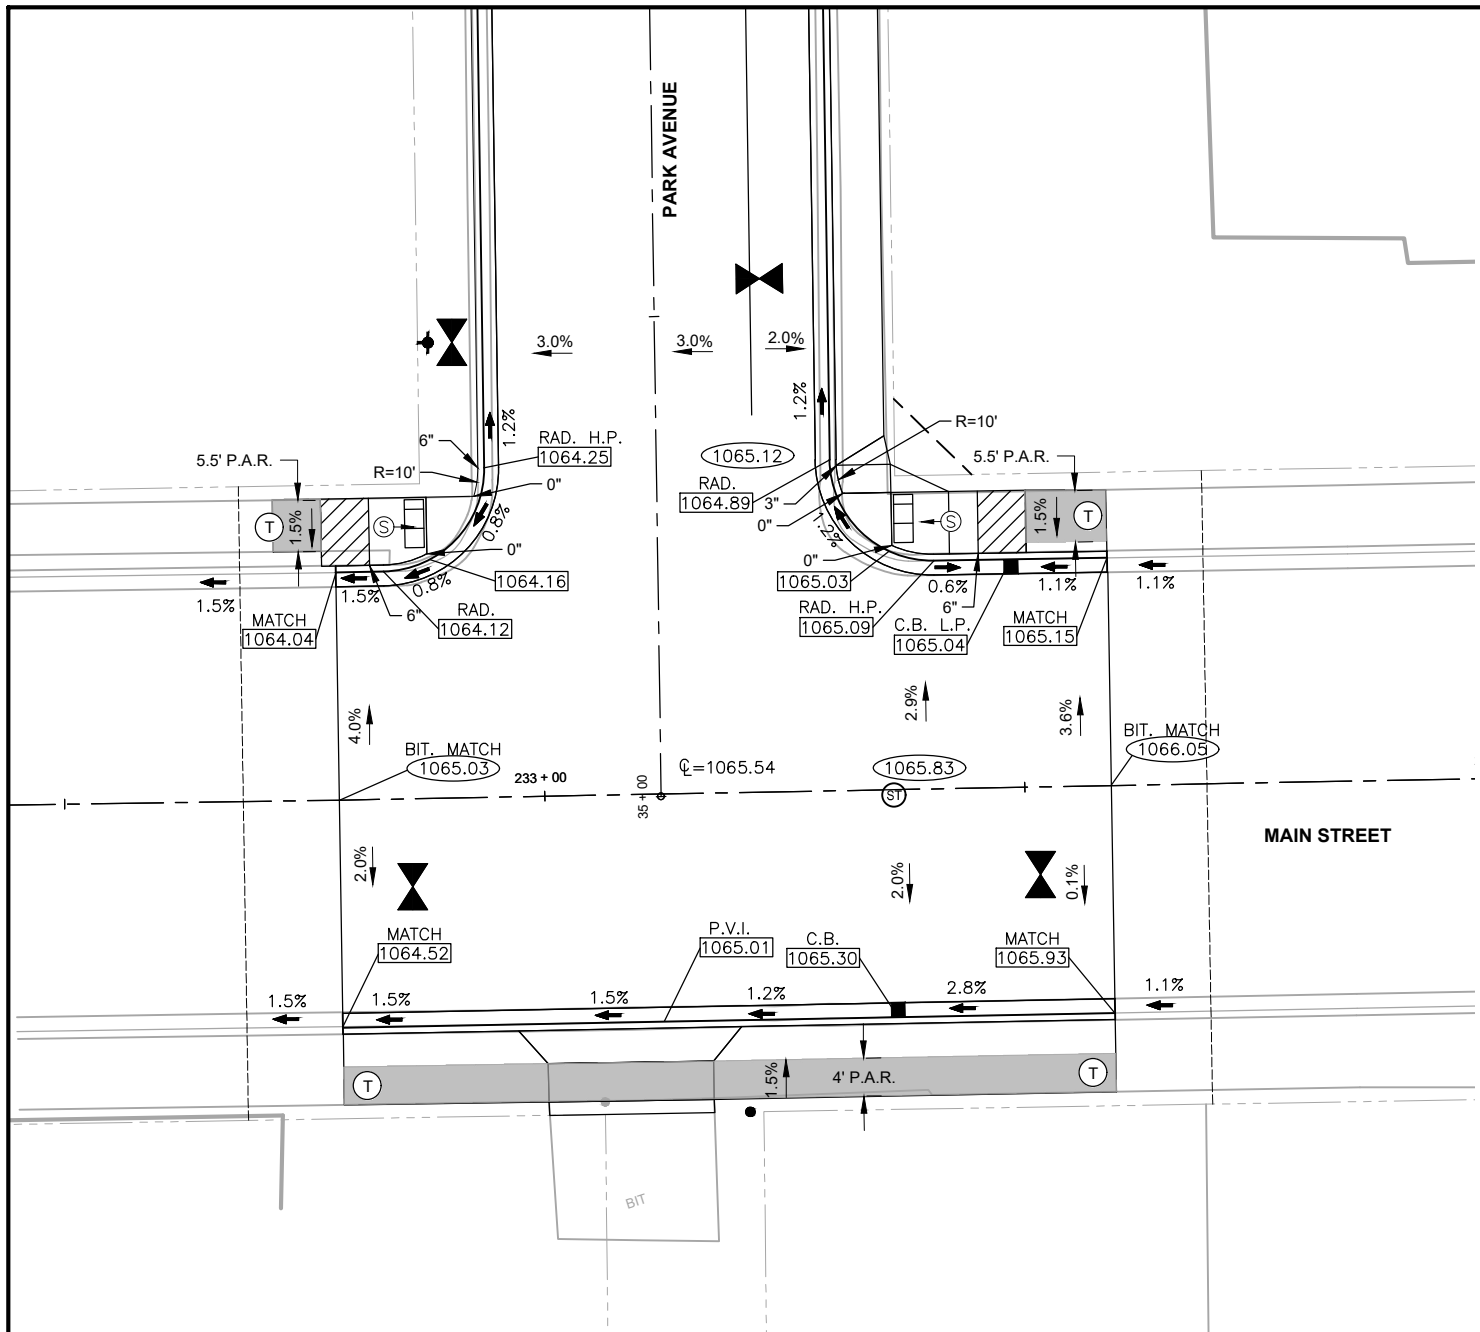 PARK AVENUE
3.0%
3.0%
2.0%
1.2%
1.2%
6"
RAD. H.P.
1064.25
R=10'
1065.12
R=10'
5.5' P.A.R.
0"
RAD.
1064.89
3"
5.5' P.A.R.
T
1.5%
S
0.8%
0"
1.2%
S
1.5%
T
0"
0"
1064.16
0.8%
1.5%
1.5%
6"
RAD.
1064.12
MATCH
1064.04
1065.03
0.6%
1.1%
1.1%
6"
RAD. H.P.
1065.09
C.B. L.P.
1065.04
MATCH
1065.15
4.0%
2.9%
3.6%
BIT. MATCH
1065.03
233 + 00
35 + 00
℄=1065.54
1065.83
ST
BIT. MATCH
1066.05
MAIN STREET
2.0%
2.0%
0.1%
MATCH
1064.52
P.V.I.
1065.01
C.B.
1065.30
MATCH
1065.93
1.5%
1.5%
1.5%
1.2%
2.8%
1.1%
T
1.5%
4' P.A.R.
T
BIT